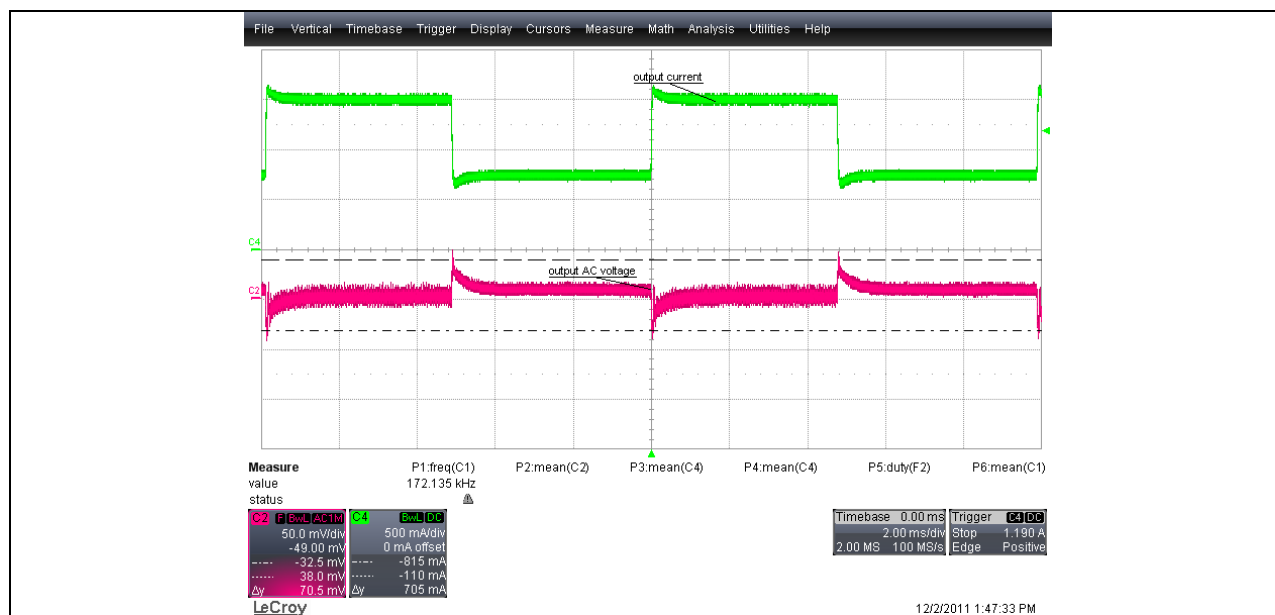 File Vertical Timebase Trigger Display Cursors Measure Math Analysis Utilities Help
output current
C4
output AC voltage
C2
Measure P1:freq(C1) P2:mean(C2) P3:mean(C4) P4:mean(C4) P5:duty(F2) P6:mean(C1)
value 172.135 kHz
status
C2 F BwL AC1M
50.0 mV/div
-49.00 mV
-32.5 mV
38.0 mV
Δy 70.5 mV
C4 BwL DC
500 mA/div
0 mA offset
-815 mA
-110 mA
Δy 705 mA
Timebase 0.00 ms
2.00 ms/div
2.00 MS 100 MS/s
Trigger C4 DC
Stop 1.190 A
Edge Positive
LeCroy
12/2/2011 1:47:33 PM